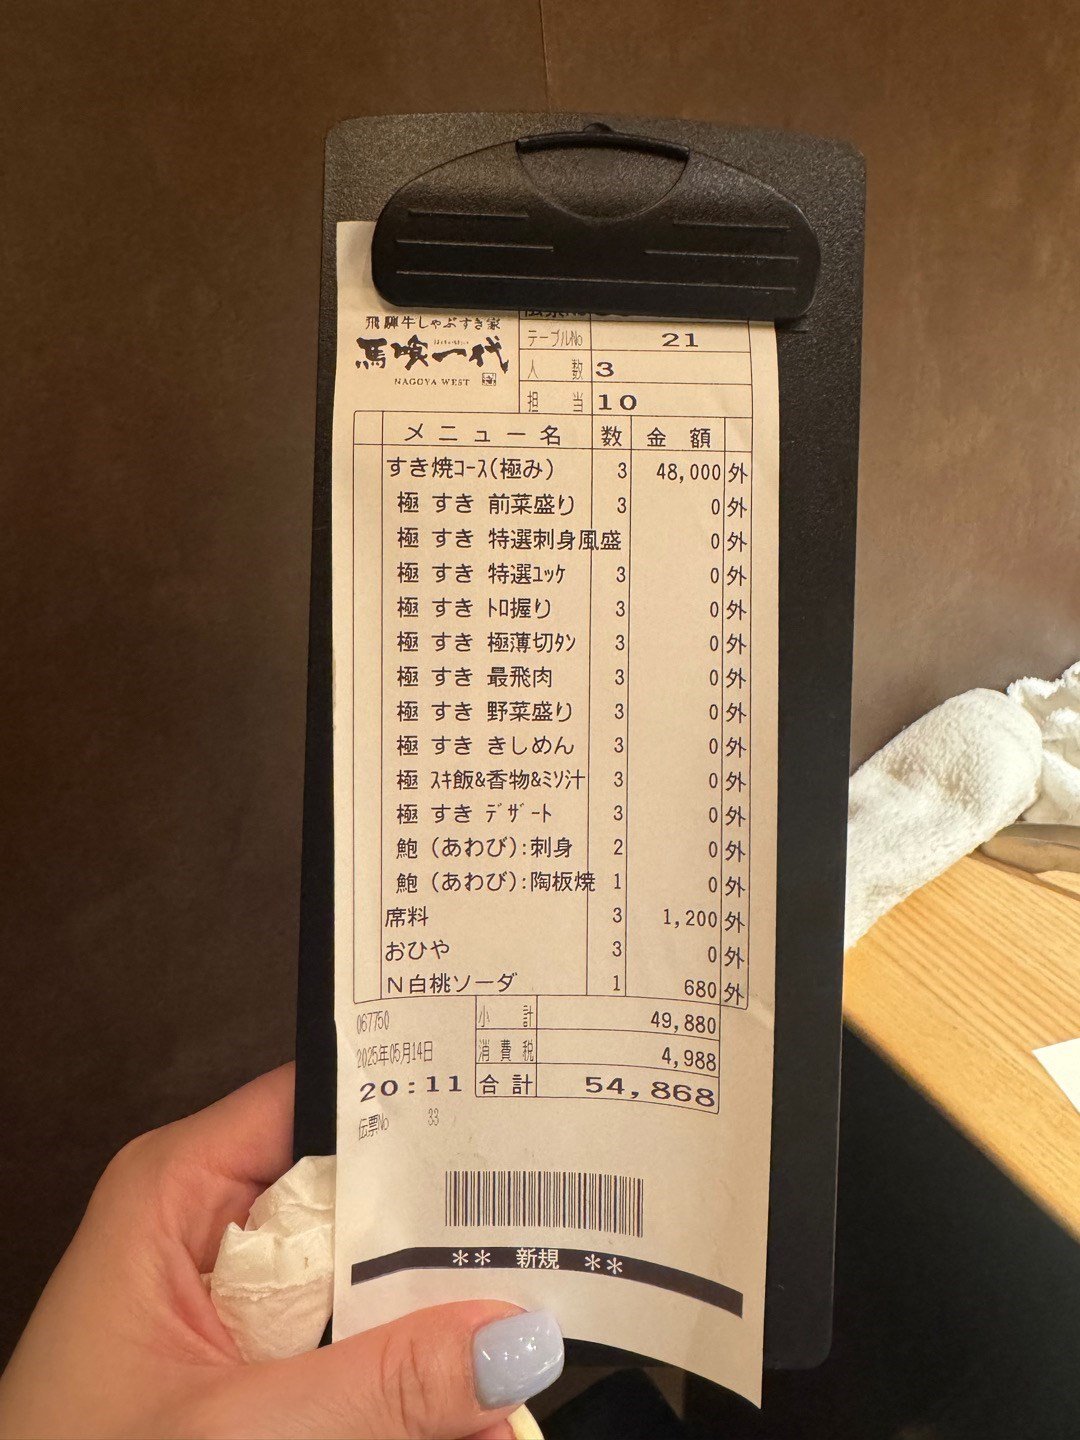 飛騨牛しゃぶすき家
馬喰一代
NAGOYA WEST
伝票No
テーブルNo 21
人数 3
担当 10
メニュー名 数 金額
すき焼コース(極み) 3 48,000 外
極 すき 前菜盛り 3 0 外
極 すき 特選刺身風盛 0 外
極 すき 特選ユッケ 3 0 外
極 すき トロ握り 3 0 外
極 すき 極薄切タン 3 0 外
極 すき 最飛肉 3 0 外
極 すき 野菜盛り 3 0 外
極 すき きしめん 3 0 外
極 スキ飯&香物&ミソ汁 3 0 外
極 すき デザート 3 0 外
鮑(あわび):刺身 2 0 外
鮑(あわび):陶板焼 1 0 外
席料 3 1,200 外
おひや 3 0 外
N白桃ソーダ 1 680 外
067750 小計 49,880
2025年05月14日 消費税 4,988
20:11 合計 54,868
伝票No 33
** 新規 **